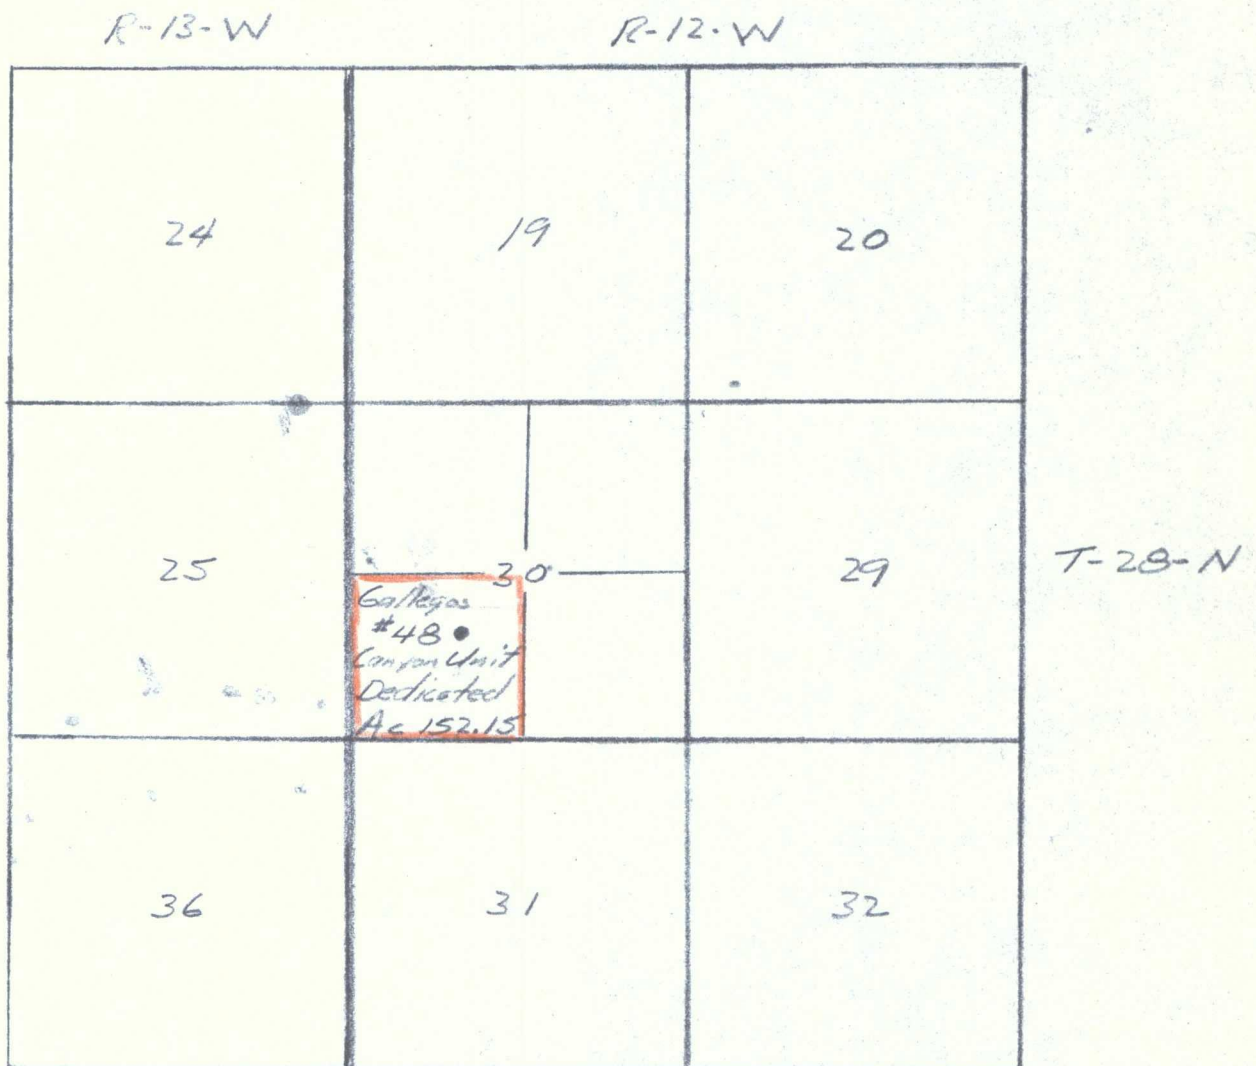 R-13-W R-12-W
24 19 20
25 30 29 T-28-N
Gallegos
#48
Canyon Unit
Dedicated
Ac 152.15
36 31 32